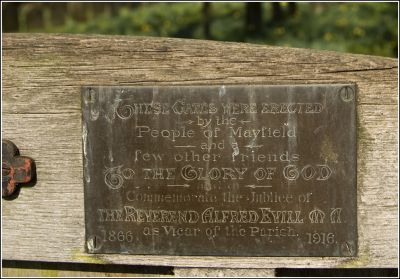 THESE GATES WERE ERECTED
by the
People of Mayfield
and a
few other friends
TO THE GLORY OF GOD
Commemorate the Jubilee of
THE REVEREND ALFRED EVILL M.A.
as Vicar of the Parish.
1866. 1916.